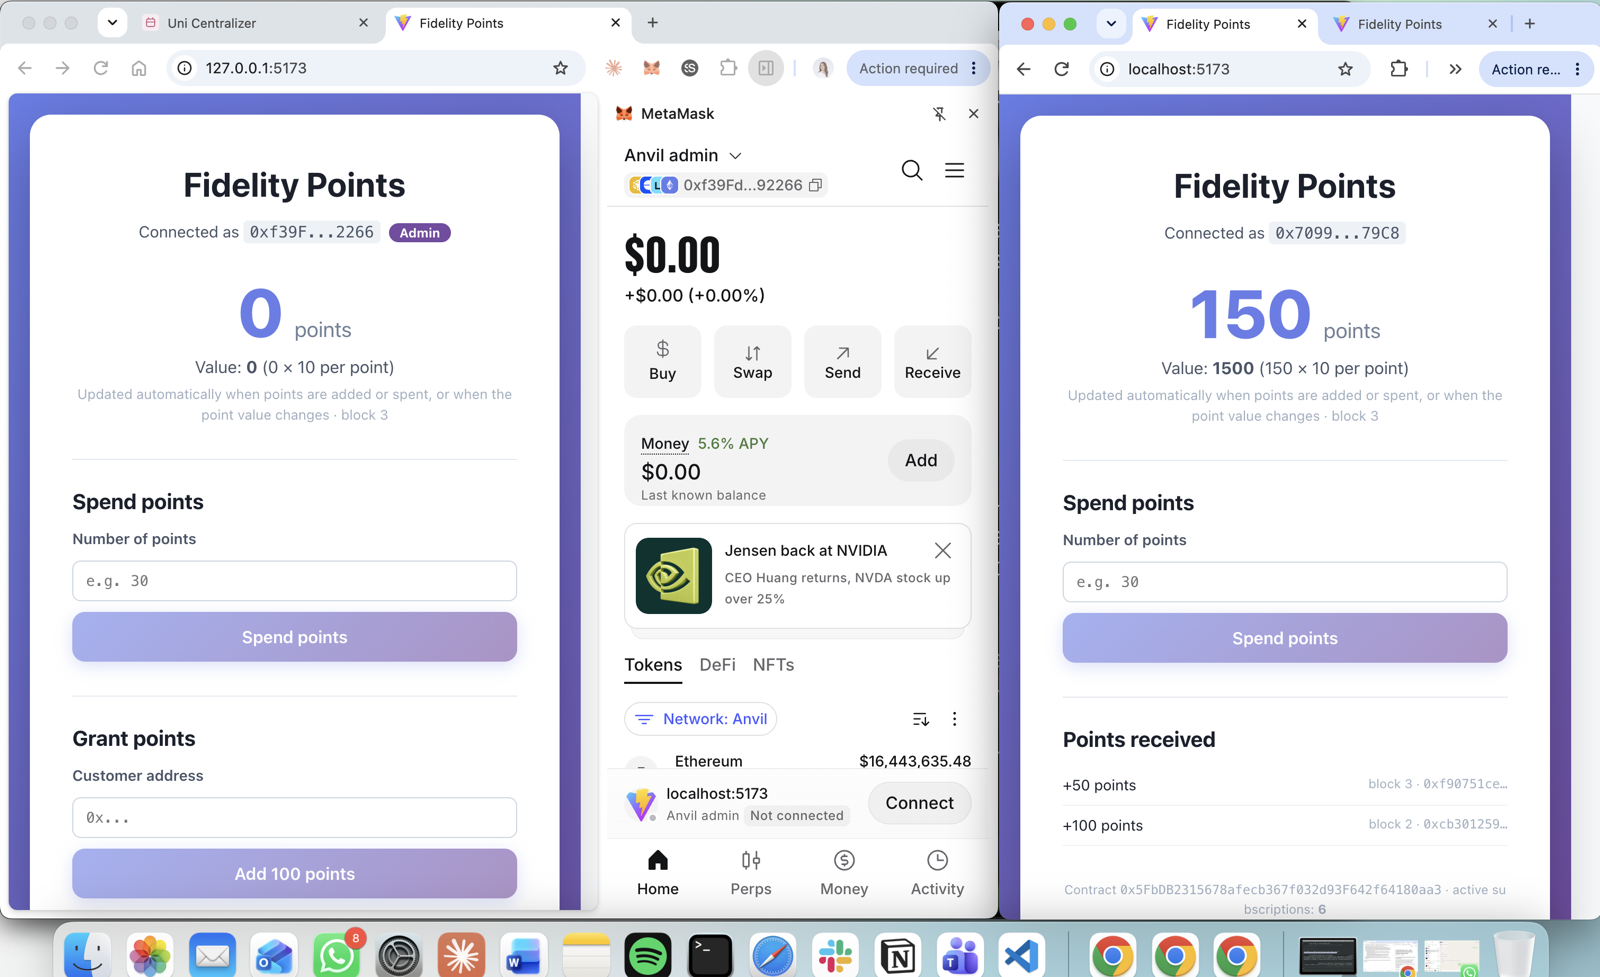 Uni Centralizer
Fidelity Points
127.0.0.1:5173
Action required
Fidelity Points
Connected as 0xf39F...2266 Admin
0 points
Value: 0 (0 × 10 per point)
Updated automatically when points are added or spent, or when the
point value changes · block 3
Spend points
Number of points
e.g. 30
Spend points
Grant points
Customer address
0x...
Add 100 points
MetaMask
Anvil admin
0xf39Fd...92266
$0.00
+$0.00 (+0.00%)
Buy
Swap
Send
Receive
Money 5.6% APY
$0.00
Last known balance
Add
Jensen back at NVIDIA
CEO Huang returns, NVDA stock up
over 25%
Tokens DeFi NFTs
Network: Anvil
Ethereum $16,443,635.48
localhost:5173
Anvil admin Not connected
Connect
Home
Perps
Money
Activity
Fidelity Points
Fidelity Points
localhost:5173
Action re...
Fidelity Points
Connected as 0x7099...79C8
150 points
Value: 1500 (150 × 10 per point)
Updated automatically when points are added or spent, or when the
point value changes · block 3
Spend points
Number of points
e.g. 30
Spend points
Points received
+50 points block 3 · 0xf90751ce…
+100 points block 2 · 0xcb301259…
Contract 0x5FbDB2315678afecb367f032d93F642f64180aa3 · active su
bscriptions: 6
8